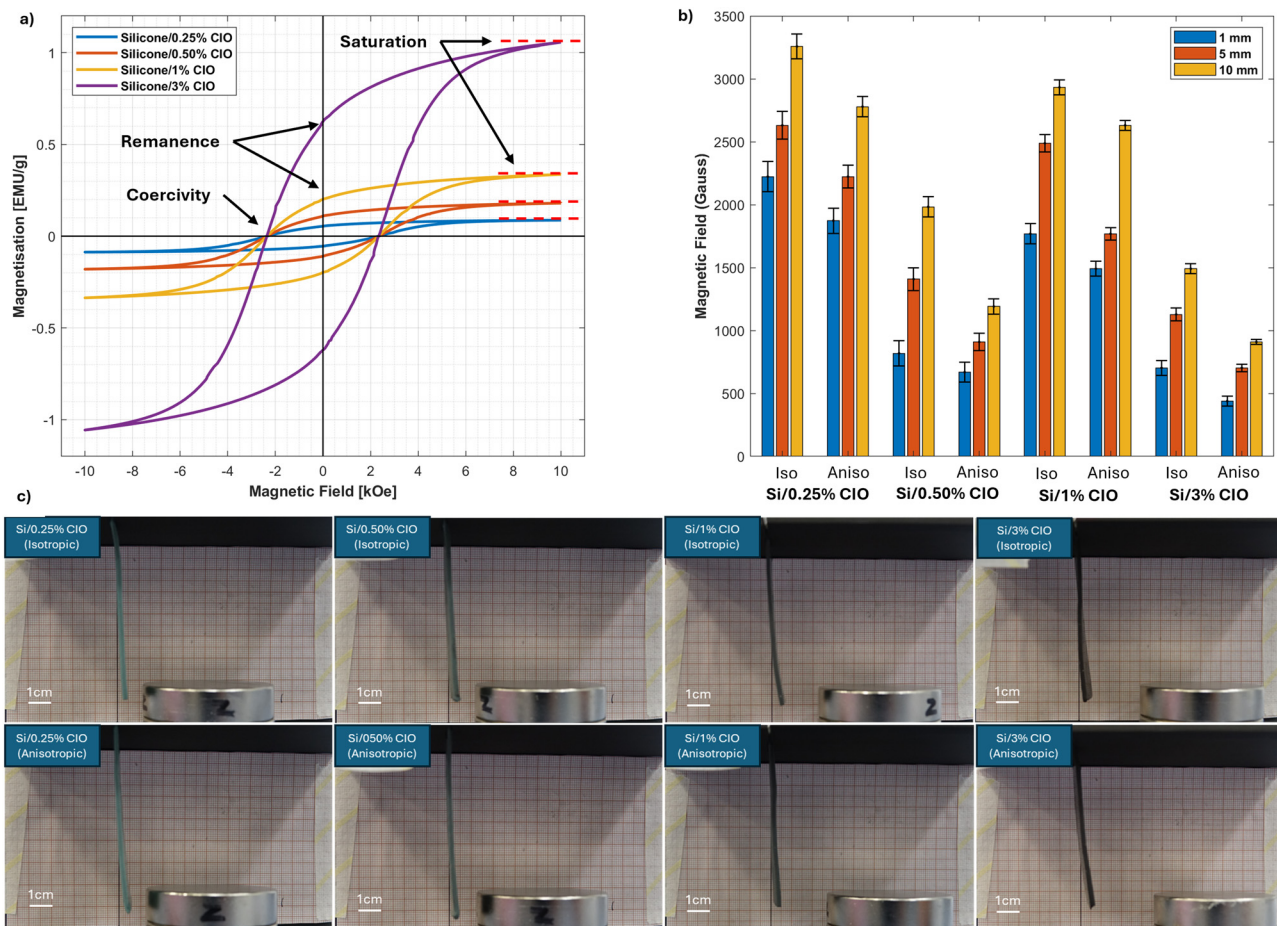 a)
Silicone/0.25% CIO
Silicone/0.50% CIO
Silicone/1% CIO
Silicone/3% CIO
Saturation
Remanence
Coercivity
1
0.5
0
-0.5
-1
Magnetisation [EMU/g]
-10
-8
-6
-4
-2
0
2
4
6
8
10
Magnetic Field [kOe]
b)
1 mm
5 mm
10 mm
3500
3000
2500
2000
1500
1000
500
0
Magnetic Field (Gauss)
Iso
Aniso
Iso
Aniso
Iso
Aniso
Iso
Aniso
Si/0.25% CIO
Si/0.50% CIO
Si/1% CIO
Si/3% CIO
c)
Si/0.25% CIO
(Isotropic)
1cm
Z
Si/0.50% CIO
(Isotropic)
1cm
Z
Si/1% CIO
(Isotropic)
1cm
Z
Si/3% CIO
(Isotropic)
1cm
Si/0.25% CIO
(Anisotropic)
1cm
Z
Si/050% CIO
(Anisotropic)
1cm
Z
Si/1% CIO
(Anisotropic)
1cm
Si/3% CIO
(Anisotropic)
1cm